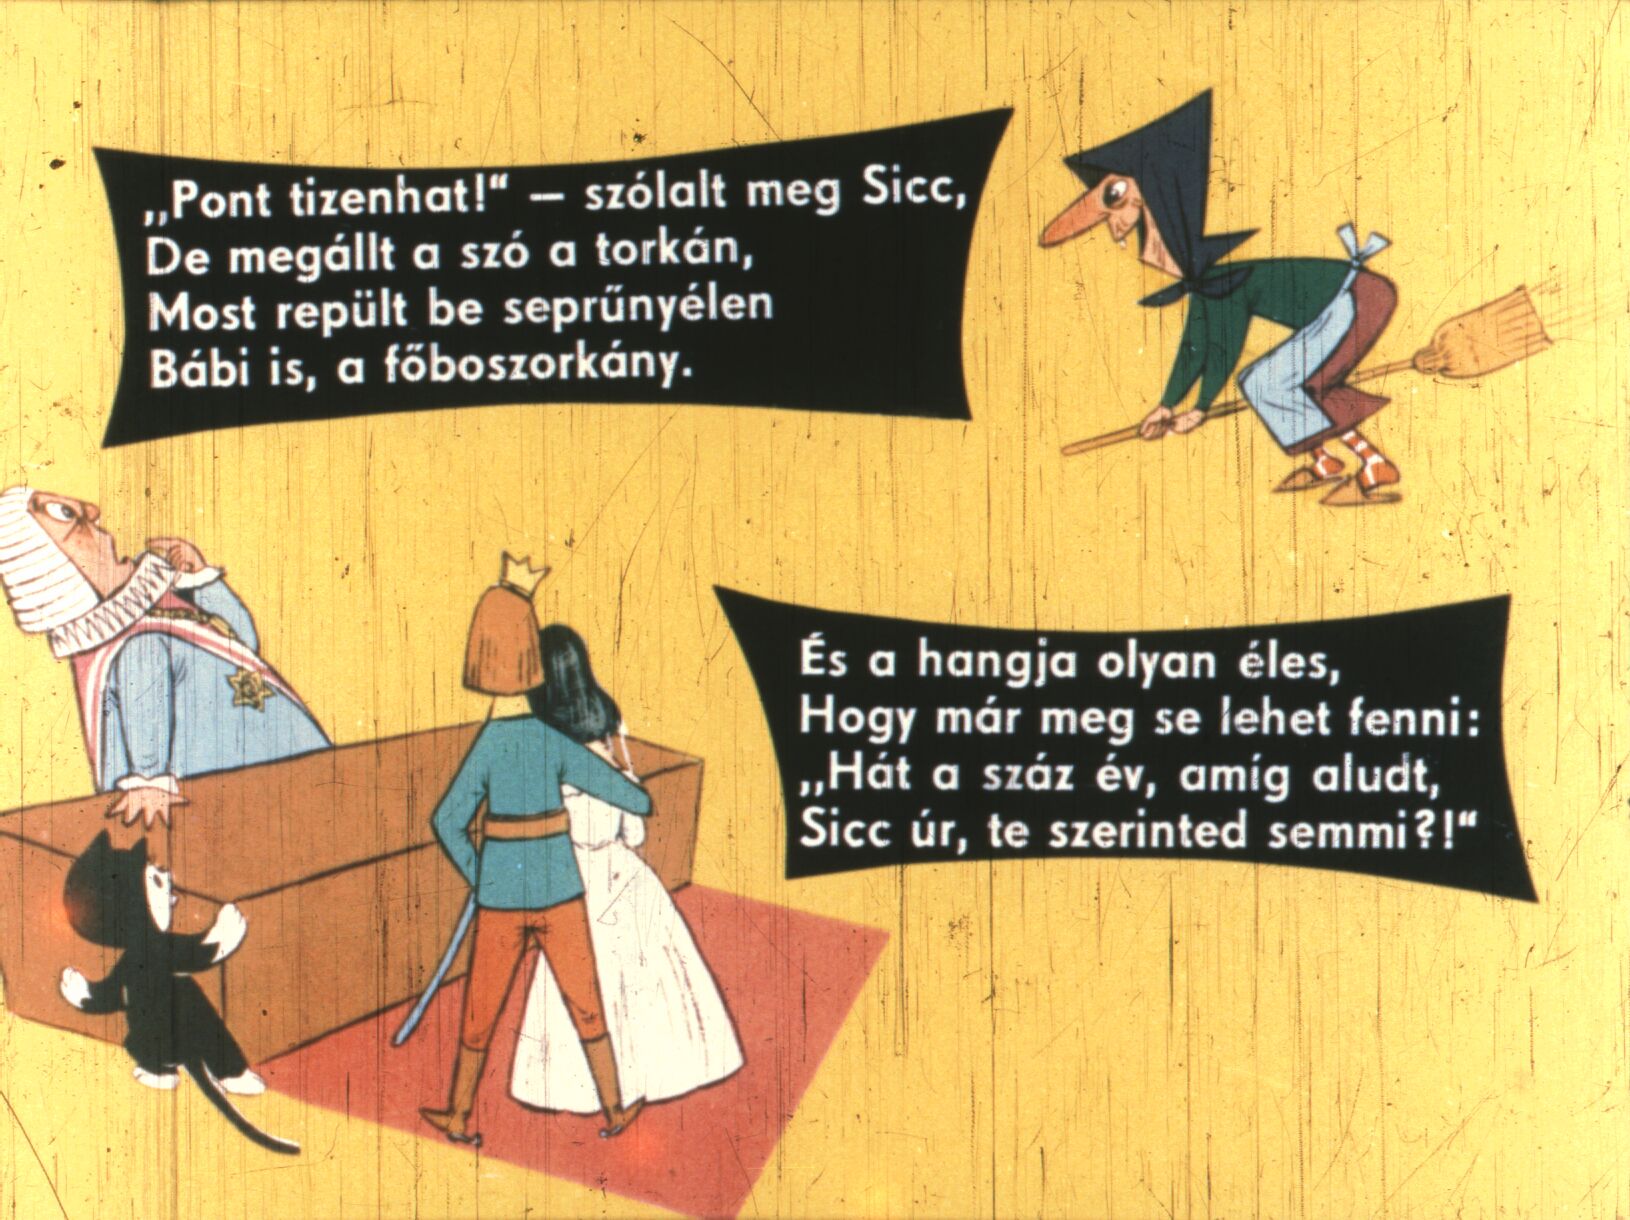 „Pont tizenhat!“ — szólalt meg Sicc,
De megállt a szó a torkán,
Most repült be seprűnyélen
Bábi is, a főboszorkány.
És a hangja olyan éles,
Hogy már meg se lehet fenni:
„Hát a száz év, amíg aludt,
Sicc úr, te szerinted semmi?!“